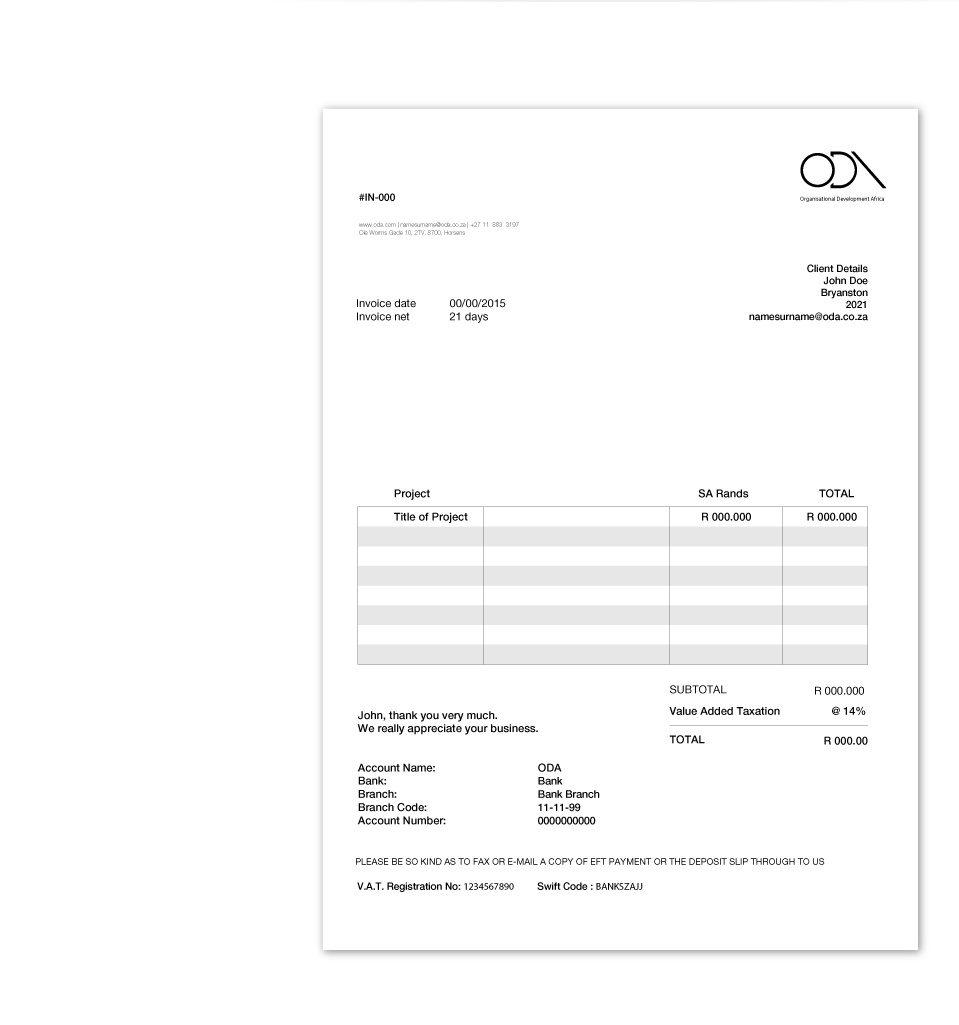 ODA
Organisational Development Africa
#IN-000
www.oda.com | namesurname@oda.co.za | +27 11 883 3197
Ole Worms Gade 10, 2TV.-8700, Horsens
Client Details
John Doe
Bryanston
2021
namesurname@oda.co.za
Invoice date 00/00/2015
Invoice net 21 days
Project SA Rands TOTAL
Title of Project R 000.000 R 000.000
SUBTOTAL R 000.000
Value Added Taxation @ 14%
TOTAL R 000.00
John, thank you very much.
We really appreciate your business.
Account Name: ODA
Bank: Bank
Branch: Bank Branch
Branch Code: 11-11-99
Account Number: 0000000000
PLEASE BE SO KIND AS TO FAX OR E-MAIL A COPY OF EFT PAYMENT OR THE DEPOSIT SLIP THROUGH TO US
V.A.T. Registration No: 1234567890 Swift Code : BANKSZAJJ